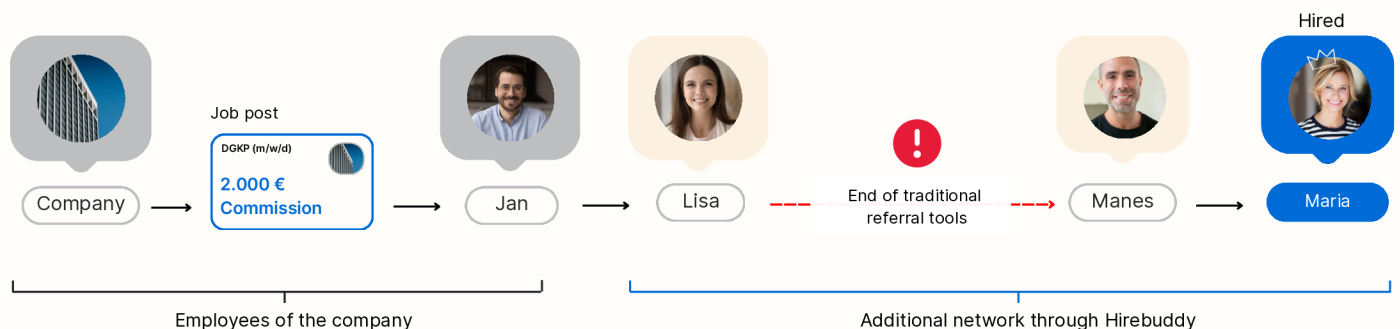 Hired
Job post
DGKP (m/w/d)
2.000 €
Commission
Company
Jan
Lisa
End of traditional
referral tools
Manes
Maria
Employees of the company
Additional network through Hirebuddy